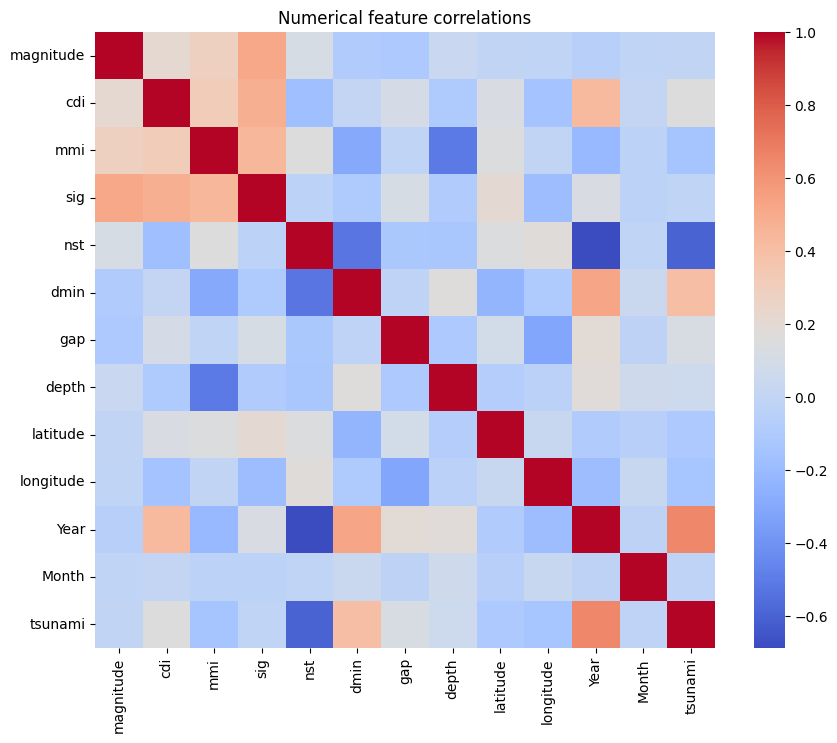 Numerical feature correlations
magnitude
cdi
mmi
sig
nst
dmin
gap
depth
latitude
longitude
Year
Month
tsunami
magnitude
cdi
mmi
sig
nst
dmin
gap
depth
latitude
longitude
Year
Month
tsunami
1.0
0.8
0.6
0.4
0.2
0.0
−0.2
−0.4
−0.6